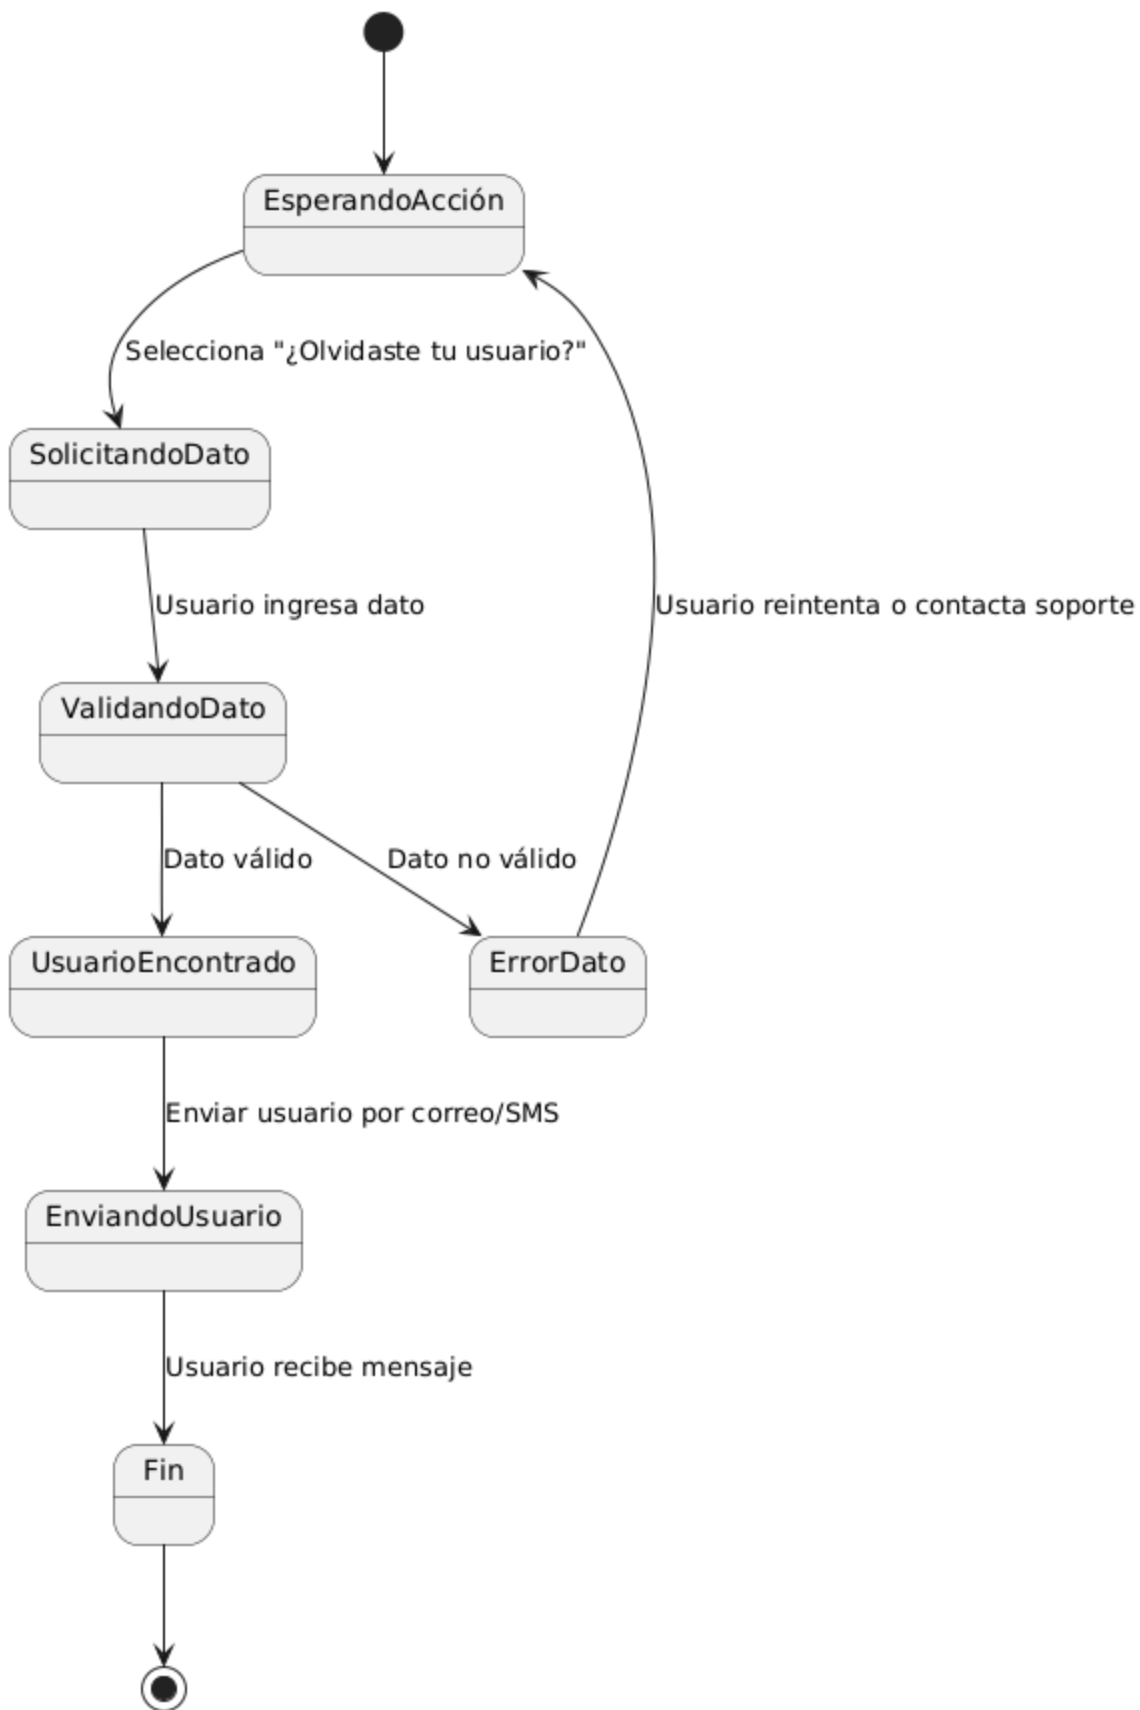 EsperandoAcción
Selecciona "¿Olvidaste tu usuario?"
SolicitandoDato
Usuario ingresa dato
Usuario reintenta o contacta soporte
ValidandoDato
Dato válido
Dato no válido
UsuarioEncontrado
ErrorDato
Enviar usuario por correo/SMS
EnviandoUsuario
Usuario recibe mensaje
Fin